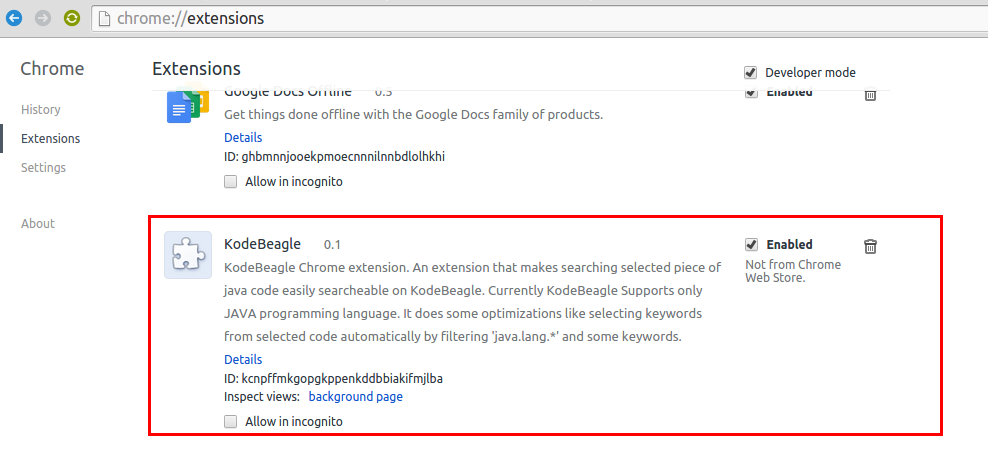 chrome://extensions
Chrome
Extensions
Developer mode
History
Extensions
Settings
About
Google Docs Offline 0.3 Enabled
Get things done offline with the Google Docs family of products.
Details
ID: ghbmnnjooekpmoecnnnilnnbdlolhkhi
Allow in incognito
KodeBeagle 0.1 Enabled
Not from Chrome
Web Store.
KodeBeagle Chrome extension. An extension that makes searching selected piece of
java code easily searcheable on KodeBeagle. Currently KodeBeagle Supports only
JAVA programming language. It does some optimizations like selecting keywords
from selected code automatically by filtering 'java.lang.*' and some keywords.
Details
ID: kcnpffmkgopgkppenkddbbiakifmjlba
Inspect views: background page
Allow in incognito